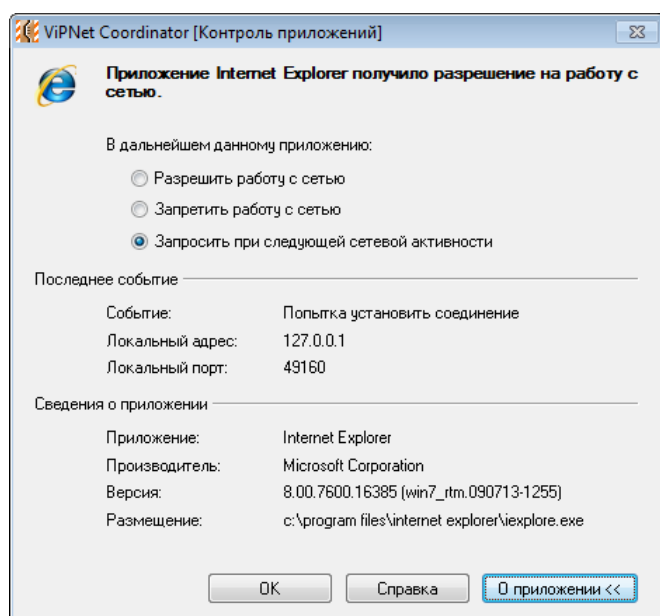 ViPNet Coordinator [Контроль приложений]
Приложение Internet Explorer получило разрешение на работу с
сетью.
В дальнейшем данному приложению:
Разрешить работу с сетью
Запретить работу с сетью
Запросить при следующей сетевой активности
Последнее событие
Событие: Попытка установить соединение
Локальный адрес: 127.0.0.1
Локальный порт: 49160
Сведения о приложении
Приложение: Internet Explorer
Производитель: Microsoft Corporation
Версия: 8.00.7600.16385 (win7_rtm.090713-1255)
Размещение: c:\program files\internet explorer\iexplore.exe
OK Справка О приложении <<